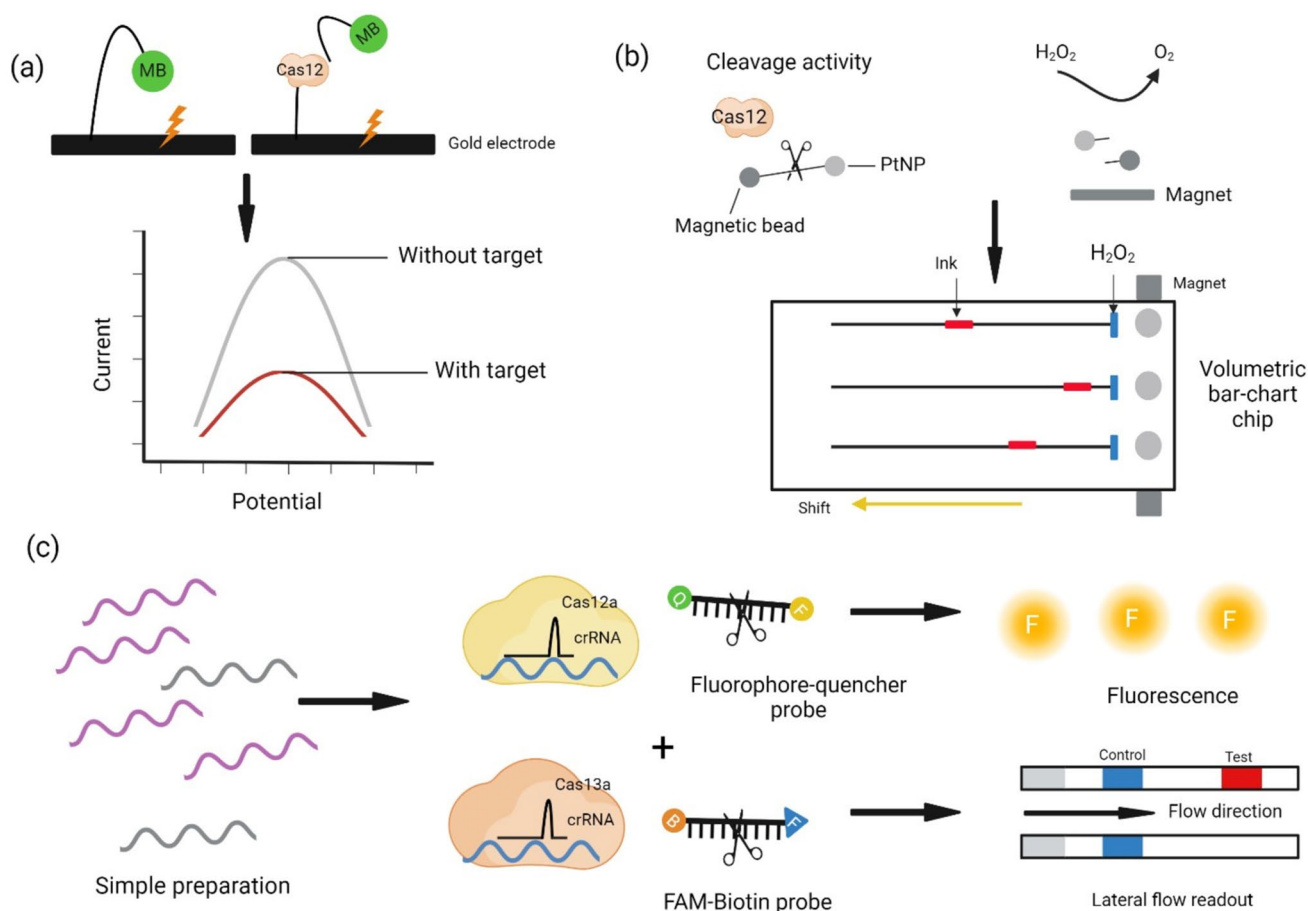 (a)
MB
MB
Cas12
Gold electrode
Without target
With target
Current
Potential
(b)
Cleavage activity
Cas12
PtNP
Magnetic bead
H₂O₂
O₂
Magnet
Ink
H₂O₂
Magnet
Volumetric
bar-chart
chip
Shift
(c)
Simple preparation
Cas12a
crRNA
Q
F
Fluorophore-quencher
probe
F
F
F
Fluorescence
+
Cas13a
crRNA
B
F
FAM-Biotin probe
Control
Test
Flow direction
Lateral flow readout